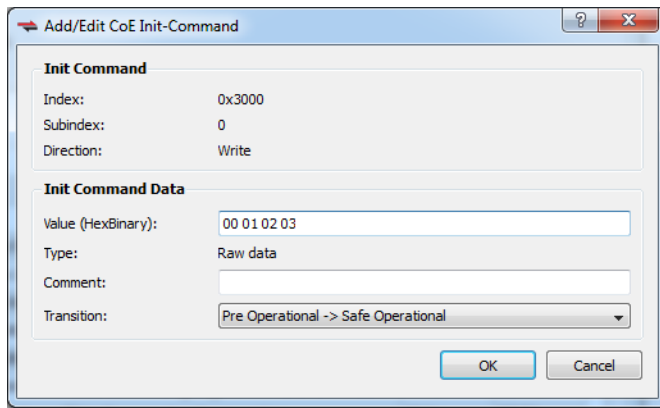 Add/Edit CoE Init-Command
Init Command
Index: 0x3000
Subindex: 0
Direction: Write
Init Command Data
Value (HexBinary): 00 01 02 03
Type: Raw data
Comment:
Transition: Pre Operational -> Safe Operational
OK Cancel